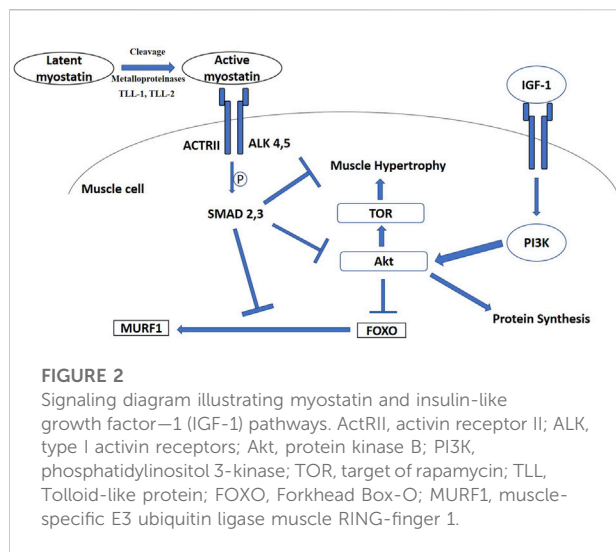 Latent
myostatin
Cleavage
Metalloproteinases
TLL-1, TLL-2
Active
myostatin
IGF-1
ACTRII
ALK 4,5
Muscle cell
P
Muscle Hypertrophy
SMAD 2,3
TOR
PI3K
Akt
Protein Synthesis
MURF1
FOXO
FIGURE 2
Signaling diagram illustrating myostatin and insulin-like
growth factor—1 (IGF-1) pathways. ActRII, activin receptor II; ALK,
type I activin receptors; Akt, protein kinase B; PI3K,
phosphatidylinositol 3-kinase; TOR, target of rapamycin; TLL,
Tolloid-like protein; FOXO, Forkhead Box-O; MURF1, muscle-
specific E3 ubiquitin ligase muscle RING-finger 1.